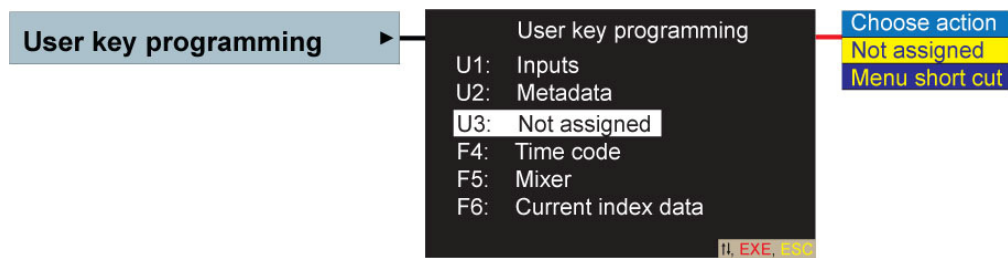 User key programming ►
User key programming
U1: Inputs
U2: Metadata
U3: Not assigned
F4: Time code
F5: Mixer
F6: Current index data
⇅, EXE, ESC
Choose action
Not assigned
Menu short cut